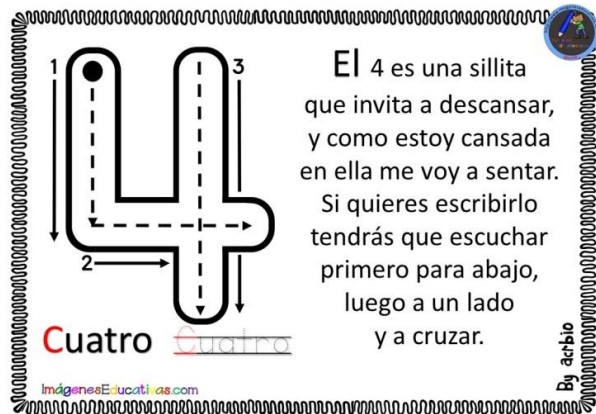 1
3
2
El 4 es una sillita
que invita a descansar,
y como estoy cansada
en ella me voy a sentar.
Si quieres escribirlo
tendrás que escuchar
primero para abajo,
luego a un lado
y a cruzar.
Cuatro Cuatro
ImágenesEducativas.com
By acrbio